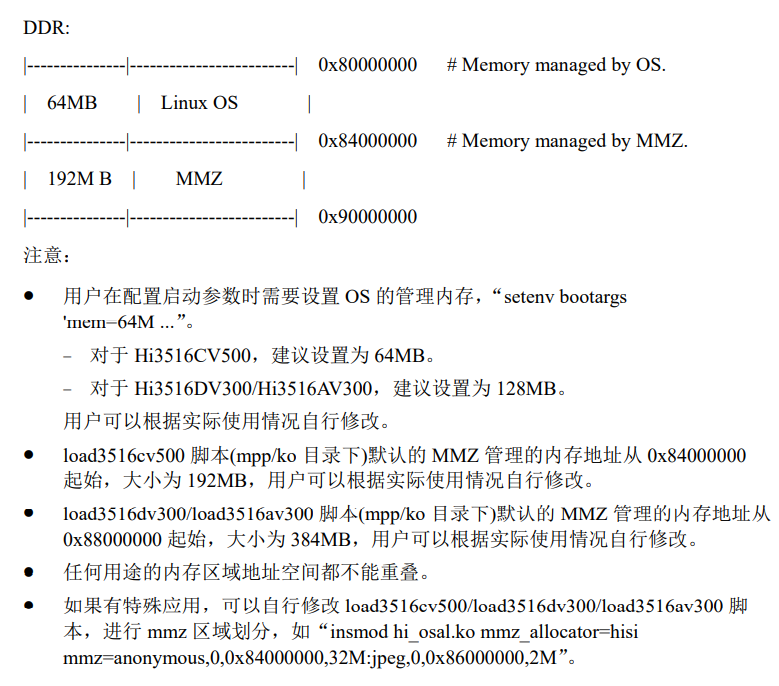 DDR:
|---------------|-------------------------| 0x80000000 # Memory managed by OS.
| 64MB | Linux OS |
|---------------|-------------------------| 0x84000000 # Memory managed by MMZ.
| 192M B | MMZ |
|---------------|-------------------------| 0x90000000
注意：
● 用户在配置启动参数时需要设置 OS 的管理内存，“setenv bootargs
'mem=64M ...”。
− 对于 Hi3516CV500，建议设置为 64MB。
− 对于 Hi3516DV300/Hi3516AV300，建议设置为 128MB。
用户可以根据实际使用情况自行修改。
● load3516cv500 脚本(mpp/ko 目录下)默认的 MMZ 管理的内存地址从 0x84000000
起始，大小为 192MB，用户可以根据实际使用情况自行修改。
● load3516dv300/load3516av300 脚本(mpp/ko 目录下)默认的 MMZ 管理的内存地址从
0x88000000 起始，大小为 384MB，用户可以根据实际使用情况自行修改。
● 任何用途的内存区域地址空间都不能重叠。
● 如果有特殊应用，可以自行修改 load3516cv500/load3516dv300/load3516av300 脚
本，进行 mmz 区域划分，如“insmod hi_osal.ko mmz_allocator=hisi
mmz=anonymous,0,0x84000000,32M:jpeg,0,0x86000000,2M”。